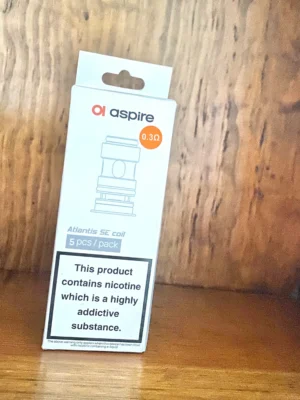 aspire
0.3Ω
Atlantis SE coil
5 pcs / pack
This product
contains nicotine
which is a highly
addictive
substance.